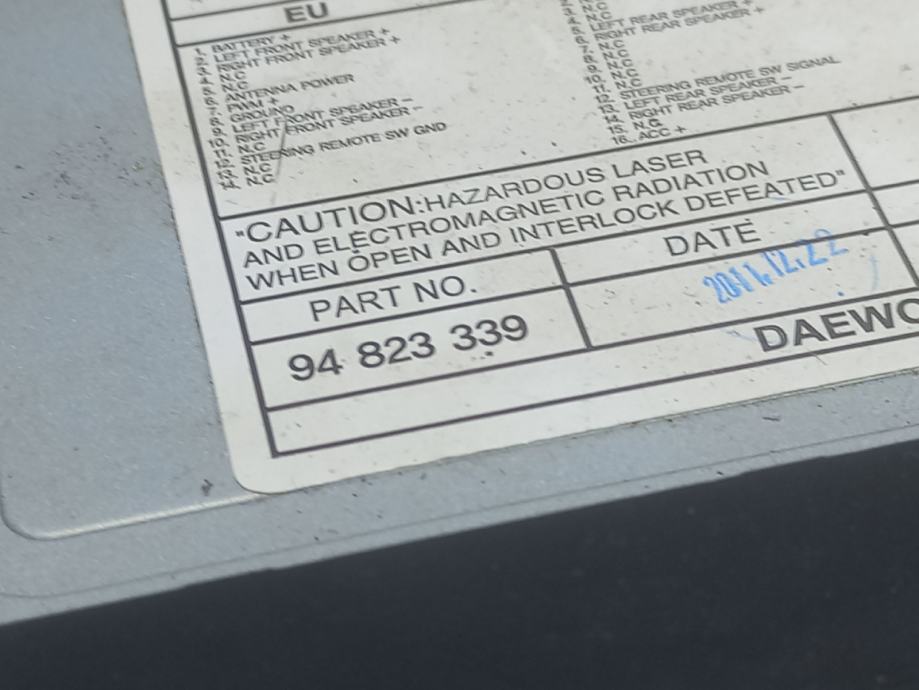 EU
1. BATTERY +
2. LEFT FRONT SPEAKER +
3. RIGHT FRONT SPEAKER +
4. N.C
5. N.C
6. ANTENNA POWER
7. PWM +
8. GROUND
9. LEFT FRONT SPEAKER –
10. RIGHT FRONT SPEAKER –
11. N.C
12. STEERING REMOTE SW GND
13. N.C
14. N.C
N.C
4. N.C
5. LEFT REAR SPEAKER +
6. RIGHT REAR SPEAKER +
7. N.C
8. N.C
9. N.C
10. N.C
11. N.C
12. STEERING REMOTE SW SIGNAL
13. LEFT REAR SPEAKER –
14. RIGHT REAR SPEAKER –
15. N.C
16. ACC +
"CAUTION:HAZARDOUS LASER
AND ELECTROMAGNETIC RADIATION
WHEN OPEN AND INTERLOCK DEFEATED"
PART NO.
DATE
94 823 339
2011.12.22
DAEWO